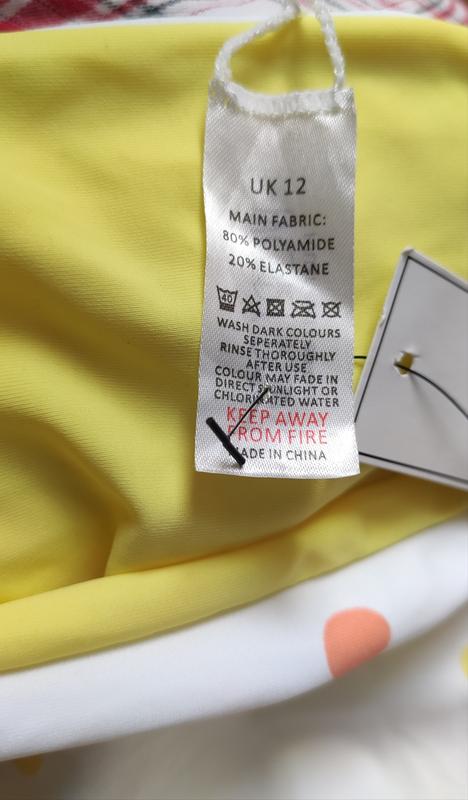 UK 12
MAIN FABRIC:
80% POLYAMIDE
20% ELASTANE
40
WASH DARK COLOURS
SEPERATELY
RINSE THOROUGHLY
AFTER USE
COLOUR MAY FADE IN
DIRECT SUNLIGHT OR
CHLORINATED WATER
KEEP AWAY
FROM FIRE
MADE IN CHINA